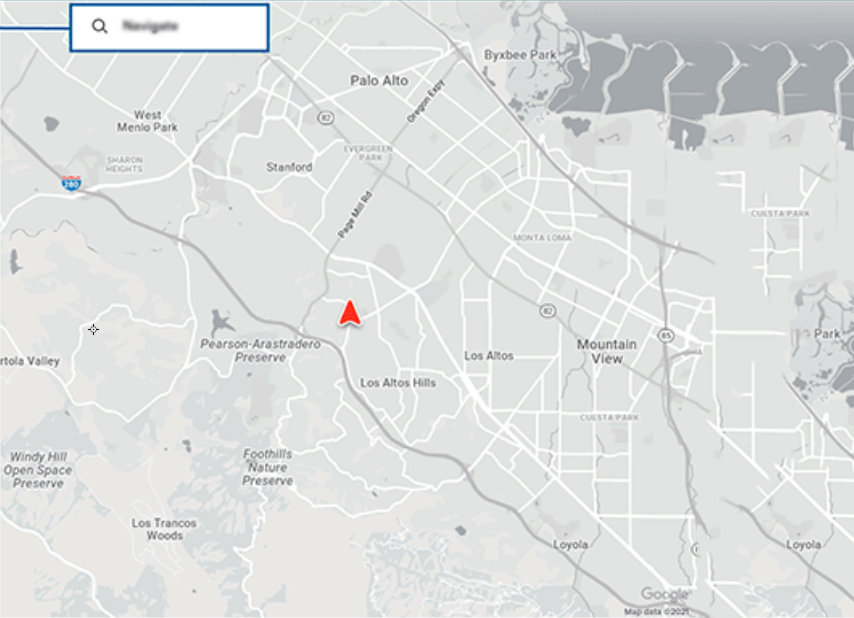 Navigate
Byxbee Park
Palo Alto
Oregon Expy
West
Menlo Park
82
EVERGREEN
PARK
SHARON
HEIGHTS
Stanford
280
Page Mill Rd
CUESTA PARK
MONTA LOMA
82
85
Park
Pearson-Arastradero
Preserve
Mountain
View
Los Altos
rtola Valley
Los Altos Hills
CUESTA PARK
Windy Hill
Open Space
Preserve
Foothills
Nature
Preserve
Los Trancos
Woods
Loyola
Loyola
Google
Map data ©2021